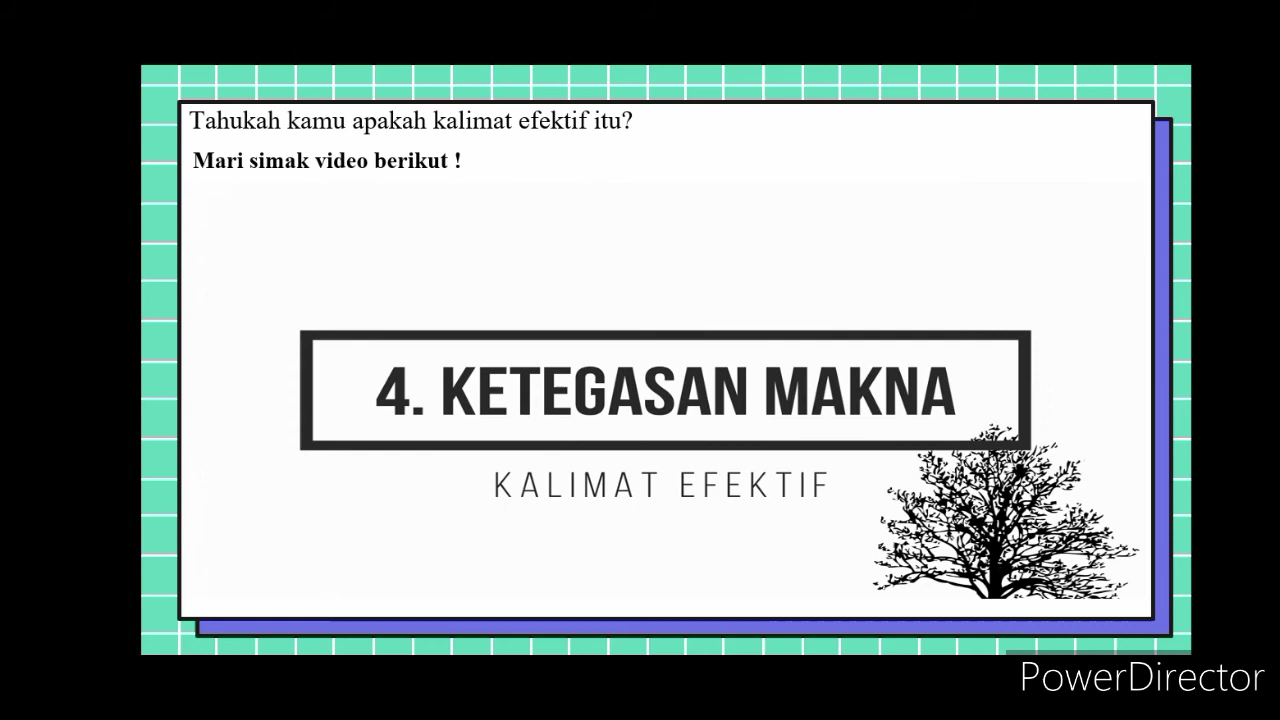 Tahukah kamu apakah kalimat efektif itu?
Mari simak video berikut !
4. KETEGASAN MAKNA
KALIMAT EFEKTIF
PowerDirector